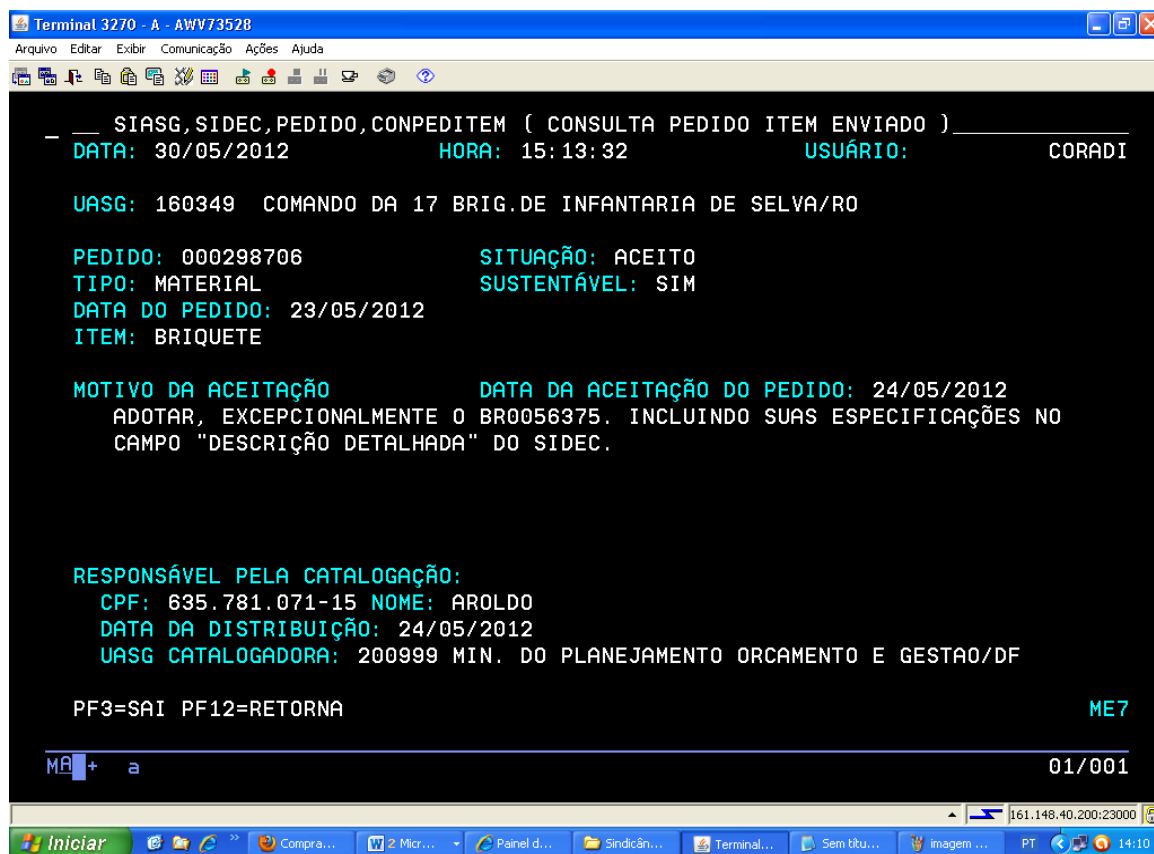 Terminal 3270 - A - AWV73528
Arquivo Editar Exibir Comunicação Ações Ajuda
_ __ SIASG,SIDEC,PEDIDO,CONPEDITEM ( CONSULTA PEDIDO ITEM ENVIADO )_____________
DATA: 30/05/2012 HORA: 15:13:32 USUÁRIO: CORADI
UASG: 160349 COMANDO DA 17 BRIG.DE INFANTARIA DE SELVA/RO
PEDIDO: 000298706 SITUAÇÃO: ACEITO
TIPO: MATERIAL SUSTENTÁVEL: SIM
DATA DO PEDIDO: 23/05/2012
ITEM: BRIQUETE
MOTIVO DA ACEITAÇÃO DATA DA ACEITAÇÃO DO PEDIDO: 24/05/2012
ADOTAR, EXCEPCIONALMENTE O BR0056375. INCLUINDO SUAS ESPECIFICAÇÕES NO
CAMPO "DESCRIÇÃO DETALHADA" DO SIDEC.
RESPONSÁVEL PELA CATALOGAÇÃO:
CPF: 635.781.071-15 NOME: AROLDO
DATA DA DISTRIBUIÇÃO: 24/05/2012
UASG CATALOGADORA: 200999 MIN. DO PLANEJAMENTO ORCAMENTO E GESTAO/DF
PF3=SAI PF12=RETORNA ME7
MA + a 01/001
161.148.40.200:23000
Iniciar » Compra... 2 Micr... Painel d... Sindicân... Terminal... Sem títu... imagem ... PT 14:10